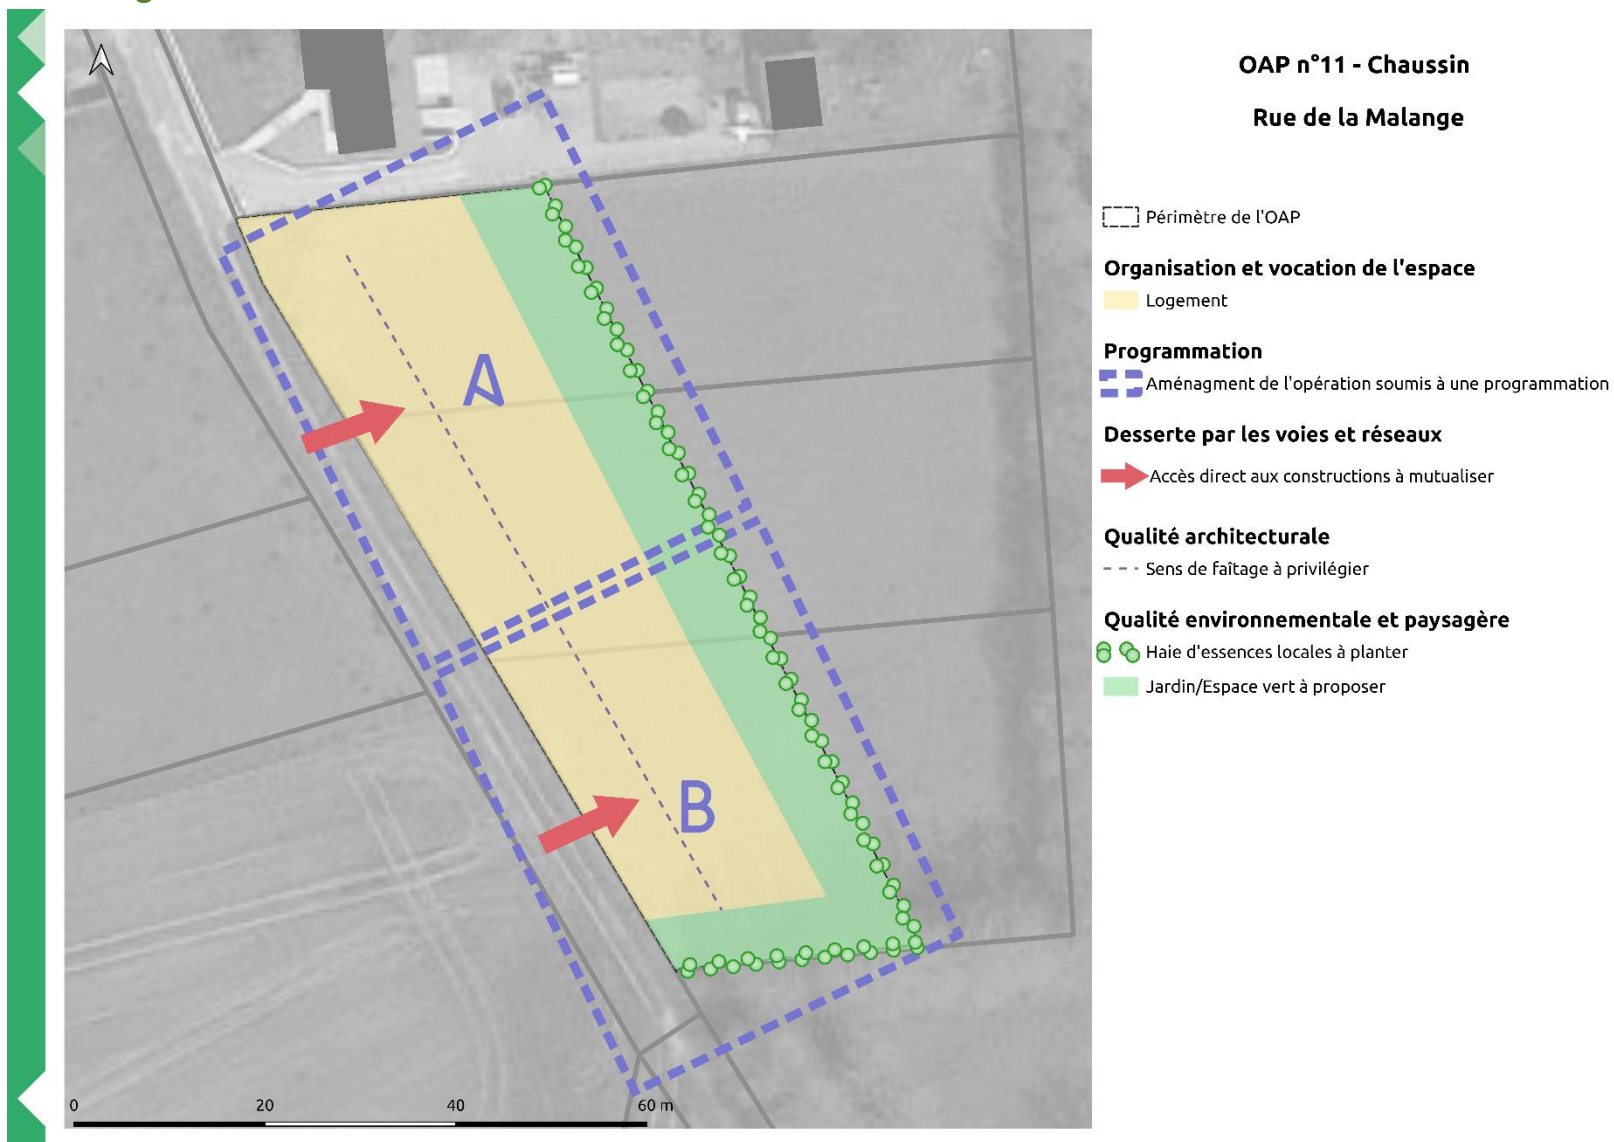 OAP n°11 - Chaussin
Rue de la Malange
Périmètre de l'OAP
Organisation et vocation de l'espace
Logement
Programmation
Aménagment de l'opération soumis à une programmation
Desserte par les voies et réseaux
Accès direct aux constructions à mutualiser
Qualité architecturale
Sens de faîtage à privilégier
Qualité environnementale et paysagère
Haie d'essences locales à planter
Jardin/Espace vert à proposer
A
B
0 20 40 60 m